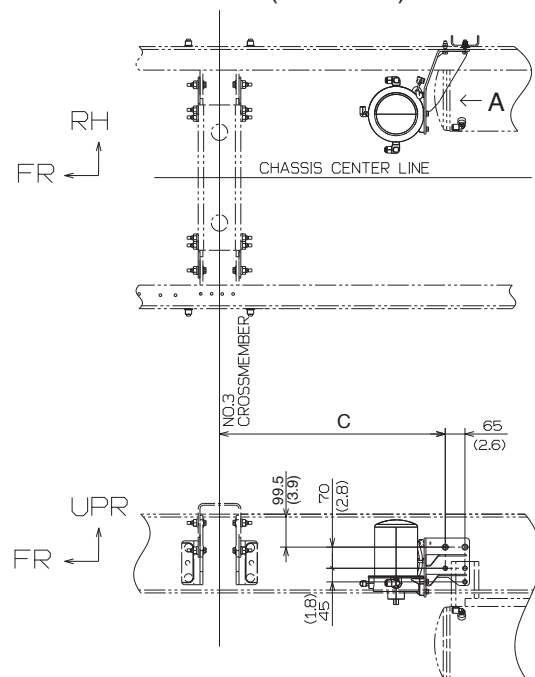 A
RH
FR
CHASSIS CENTER LINE
NO.3
CROSSMEMBER
C
65
(2.6)
99.5
(3.9)
70
(2.8)
UPR
FR
(1.8)
45